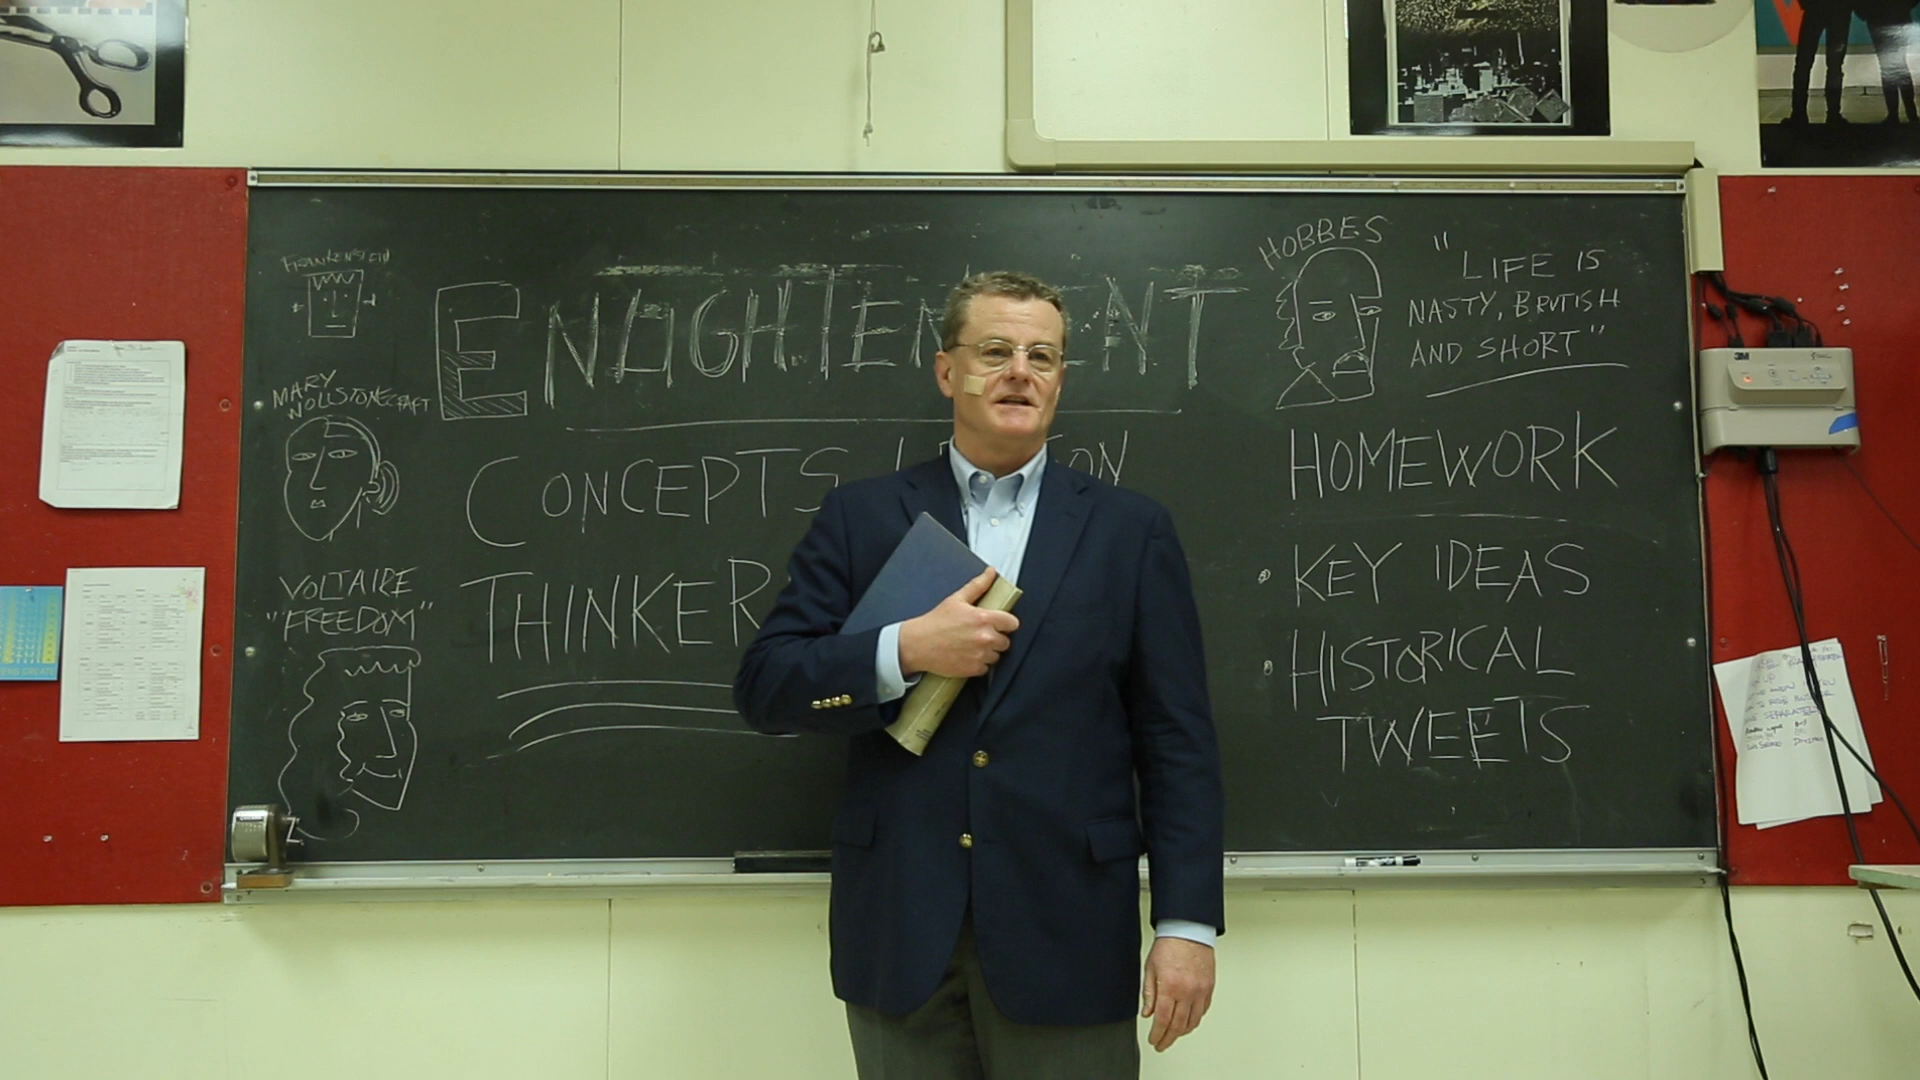 FRANKENSTEIN
MARY
WOLLSTONECRAFT
VOLTAIRE
"FREEDOM"
ENLIGHTENMENT
CONCEPTS
THINKER
HOBBES
"LIFE IS
NASTY, BRUTISH
AND SHORT"
HOMEWORK
KEY IDEAS
HISTORICAL
TWEETS
3M